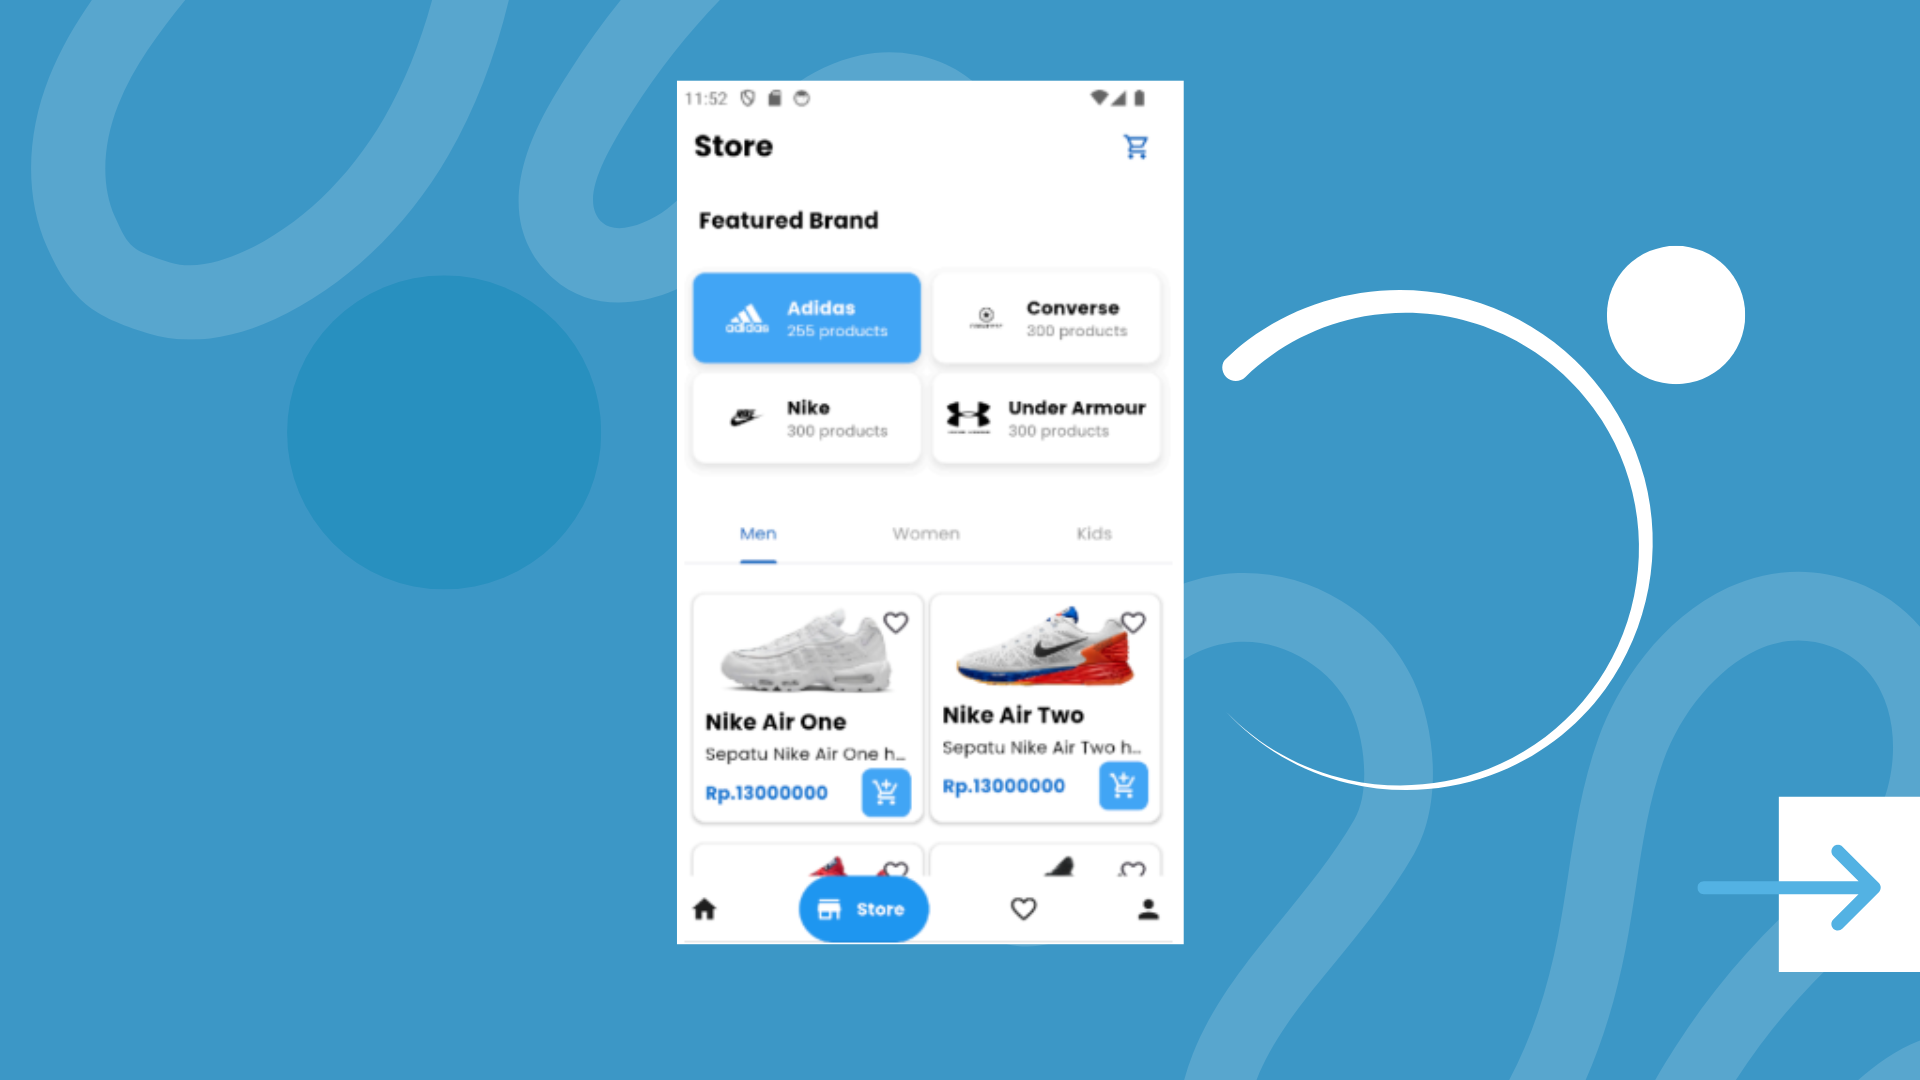 11:52
Store
Featured Brand
adidas
Adidas
255 products
Converse
300 products
Nike
300 products
Under Armour
300 products
Men
Women
Kids
Nike Air One
Sepatu Nike Air One h...
Rp.13000000
Nike Air Two
Sepatu Nike Air Two h...
Rp.13000000
Store